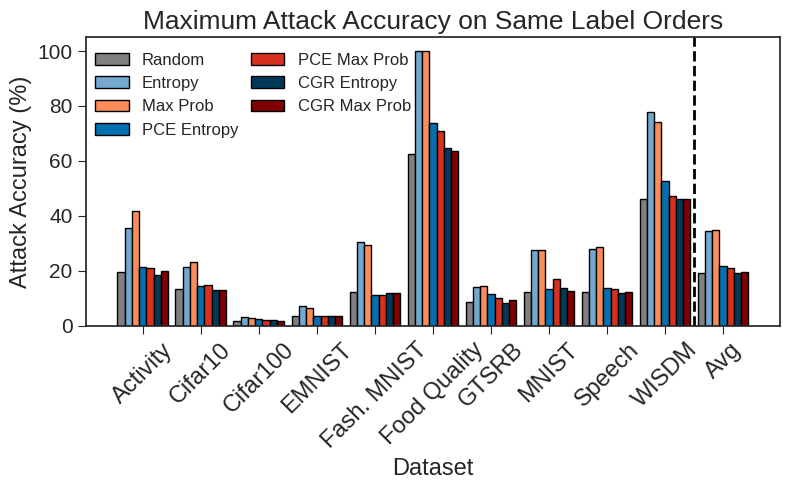 Maximum Attack Accuracy on Same Label Orders
Attack Accuracy (%)
100
80
60
40
20
0
Random
Entropy
Max Prob
PCE Entropy
PCE Max Prob
CGR Entropy
CGR Max Prob
Activity
Cifar10
Cifar100
EMNIST
Fash. MNIST
Food Quality
GTSRB
MNIST
Speech
WISDM
Avg
Dataset